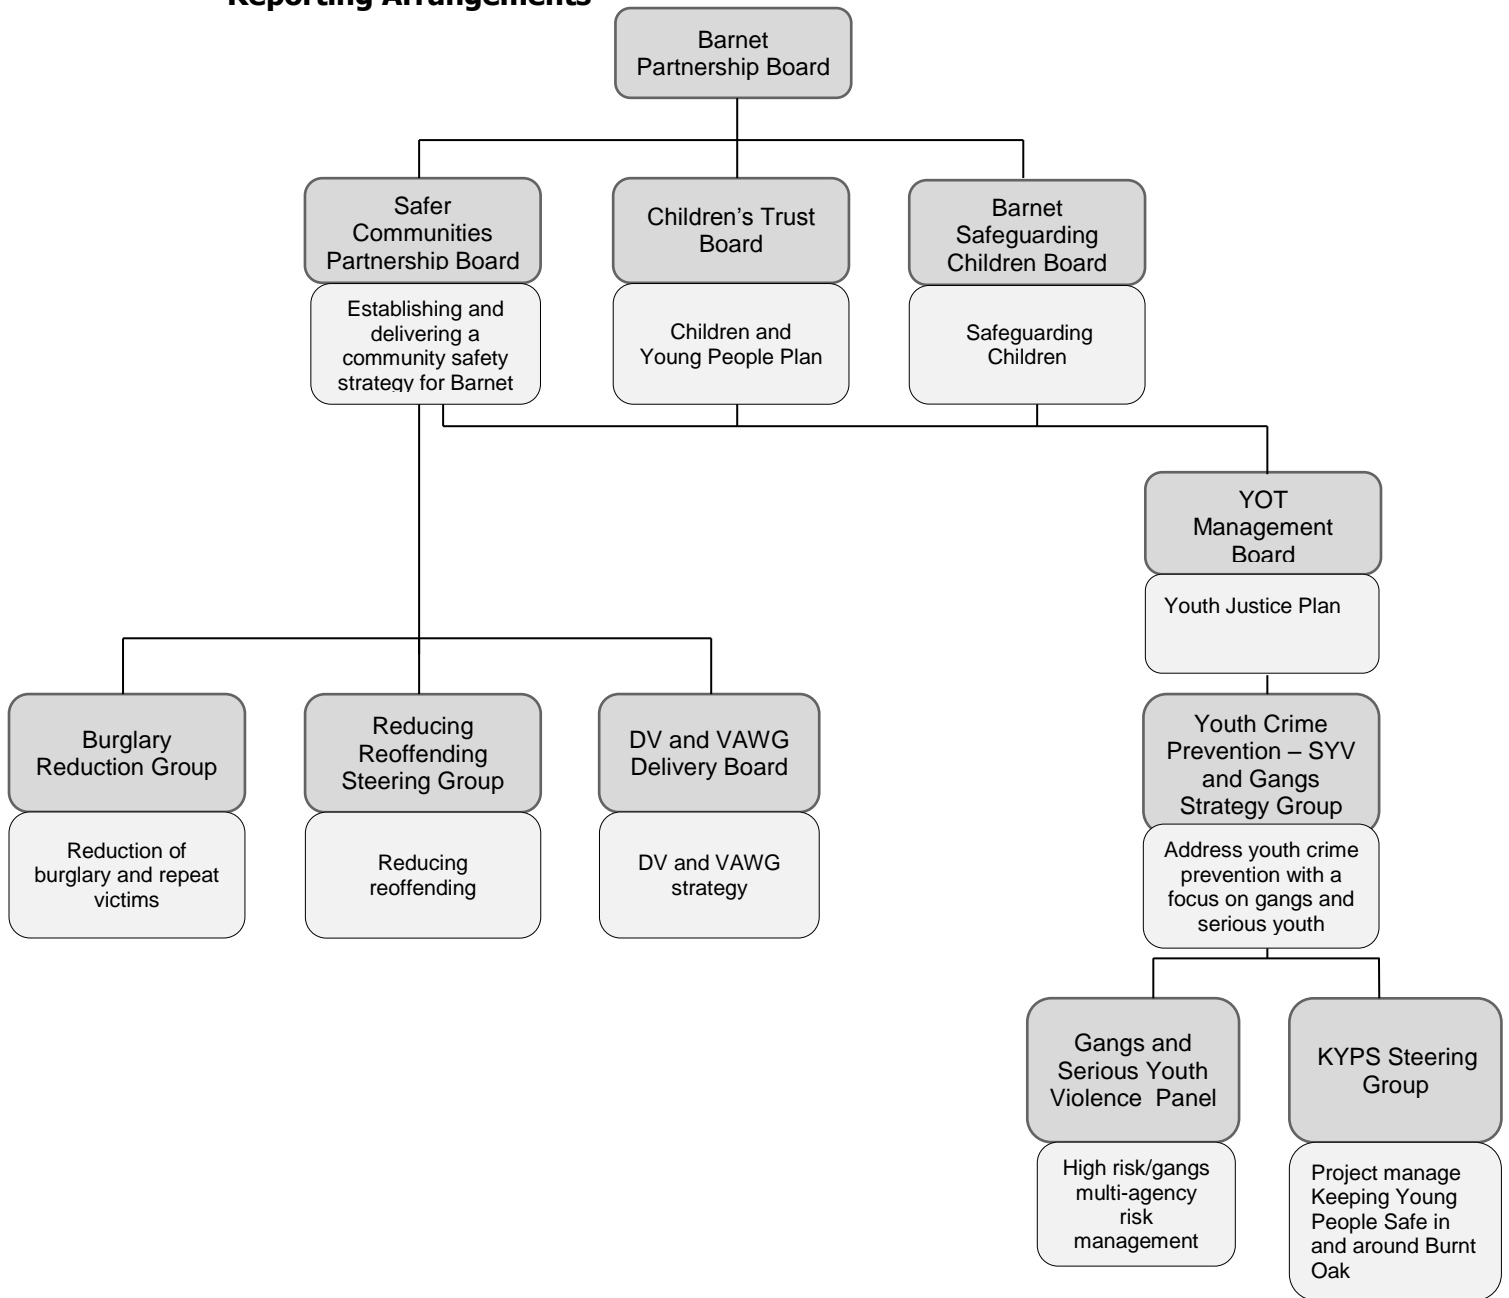 Reporting Arrangements
Barnet
Partnership Board
Safer
Communities
Partnership Board
Establishing and
delivering a
community safety
strategy for Barnet
Children’s Trust
Board
Children and
Young People Plan
Barnet
Safeguarding
Children Board
Safeguarding
Children
YOT
Management
Board
Youth Justice Plan
Burglary
Reduction Group
Reduction of
burglary and repeat
victims
Reducing
Reoffending
Steering Group
Reducing
reoffending
DV and VAWG
Delivery Board
DV and VAWG
strategy
Youth Crime
Prevention – SYV
and Gangs
Strategy Group
Address youth crime
prevention with a
focus on gangs and
serious youth
Gangs and
Serious Youth
Violence  Panel
High risk/gangs
multi-agency
risk
management
KYPS Steering
Group
Project manage
Keeping Young
People Safe in
and around Burnt
Oak